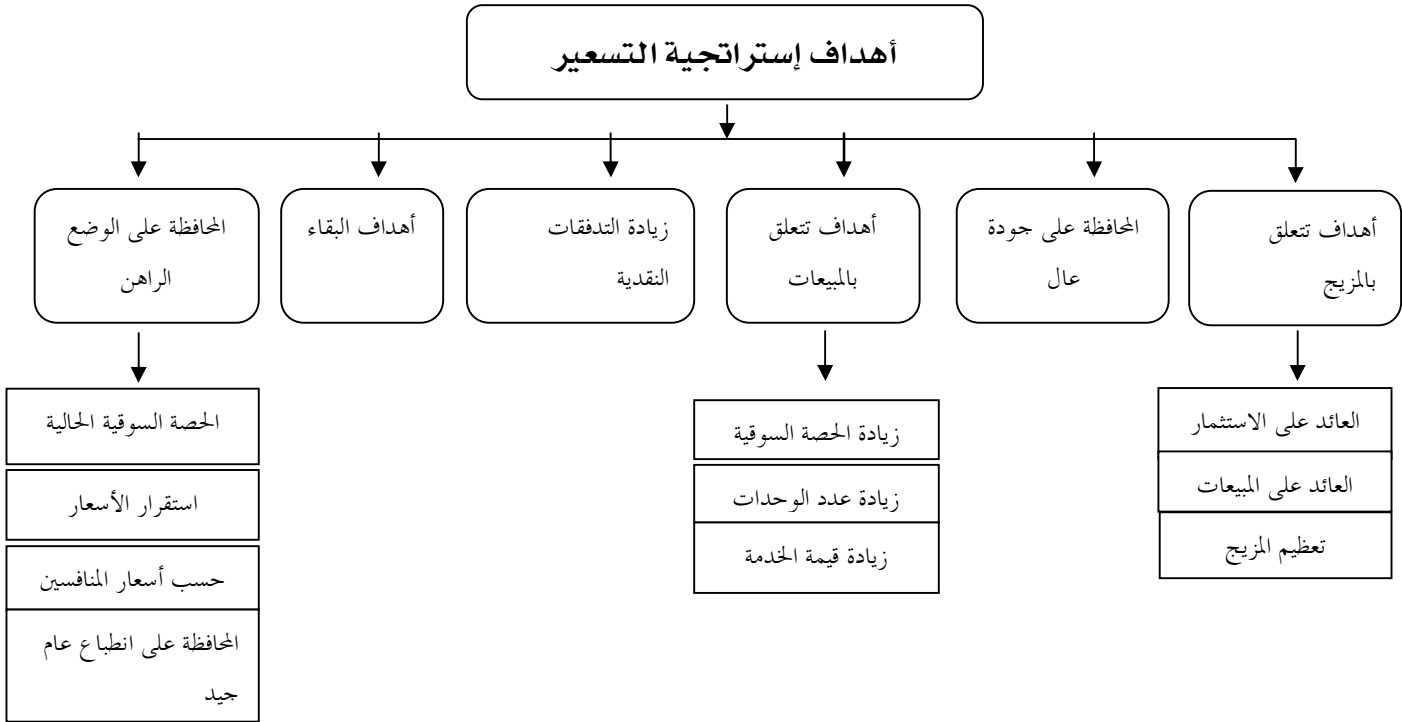 أهداف إستراتجية التسعير
أهداف تتعلق
بالمزيج
المحافظة على جودة
عال
أهداف تتعلق
بالمبيعات
زيادة التدفقات
النقدية
أهداف البقاء
المحافظة على الوضع
الراهن
العائد على الاستثمار
العائد على المبيعات
تعظيم المزيج
زيادة الحصة السوقية
زيادة عدد الوحدات
زيادة قيمة الخدمة
الحصة السوقية الحالية
استقرار الأسعار
حسب أسعار المنافسين
المحافظة على انطباع عام
جيد